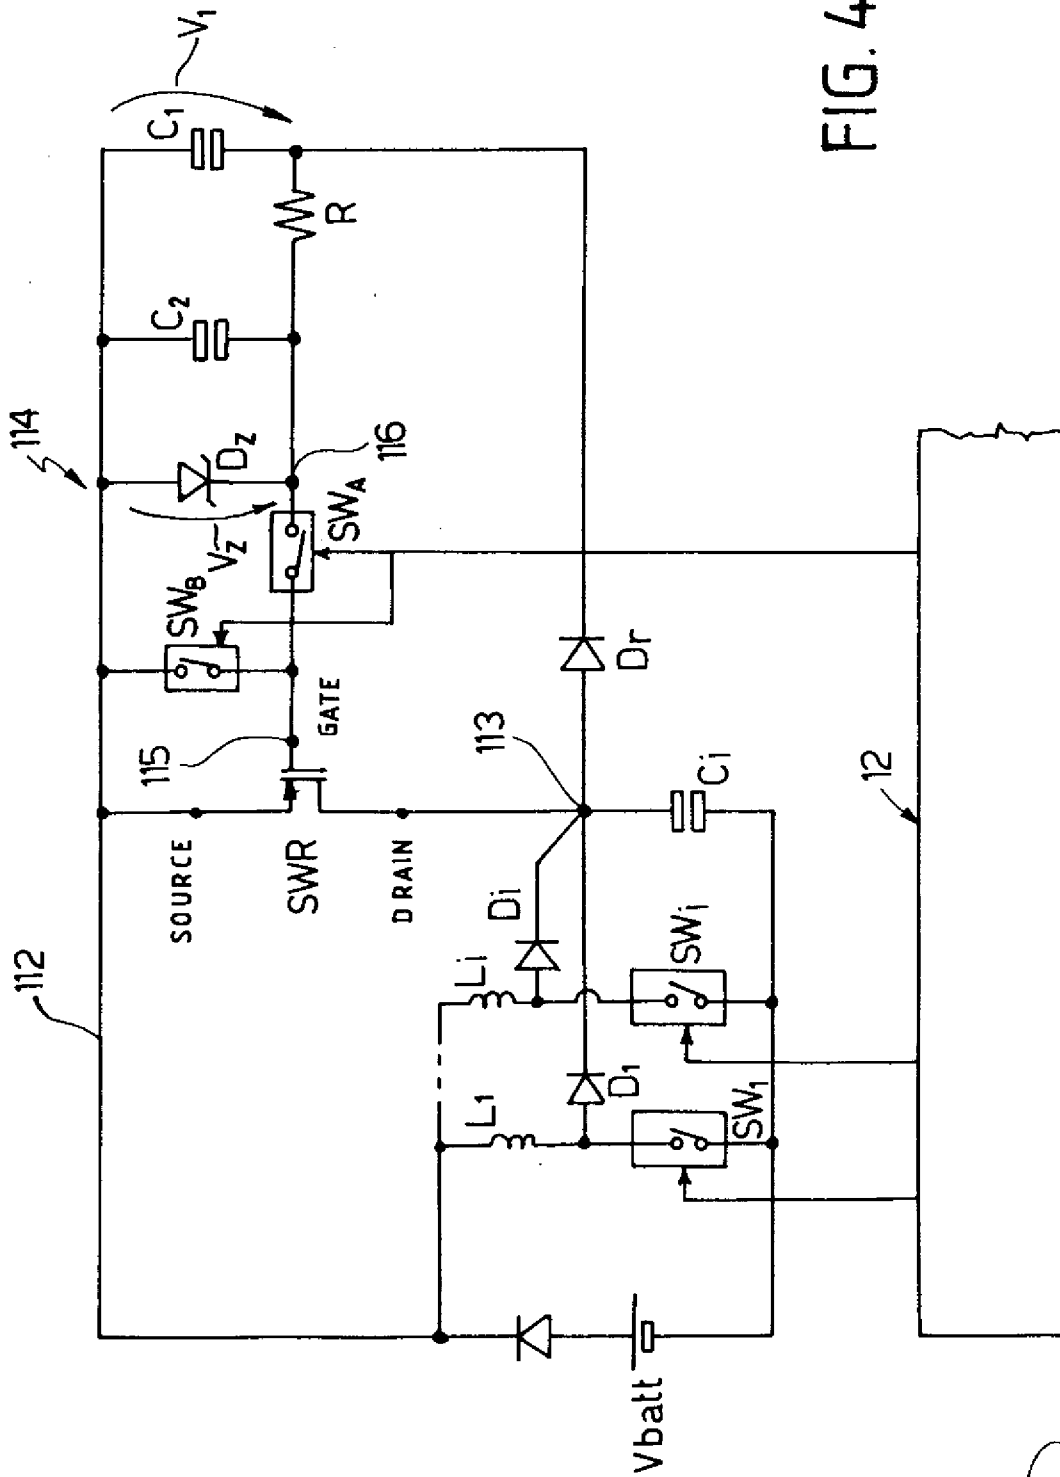 FIG. 4
V1
C1
R
C2
114
DZ
VZ
116
SWA
SWB
115
GATE
SOURCE
SWR
DRAIN
112
113
Dr
Ci
Di
Li
SWi
12
L1
D1
SW1
Vbatt